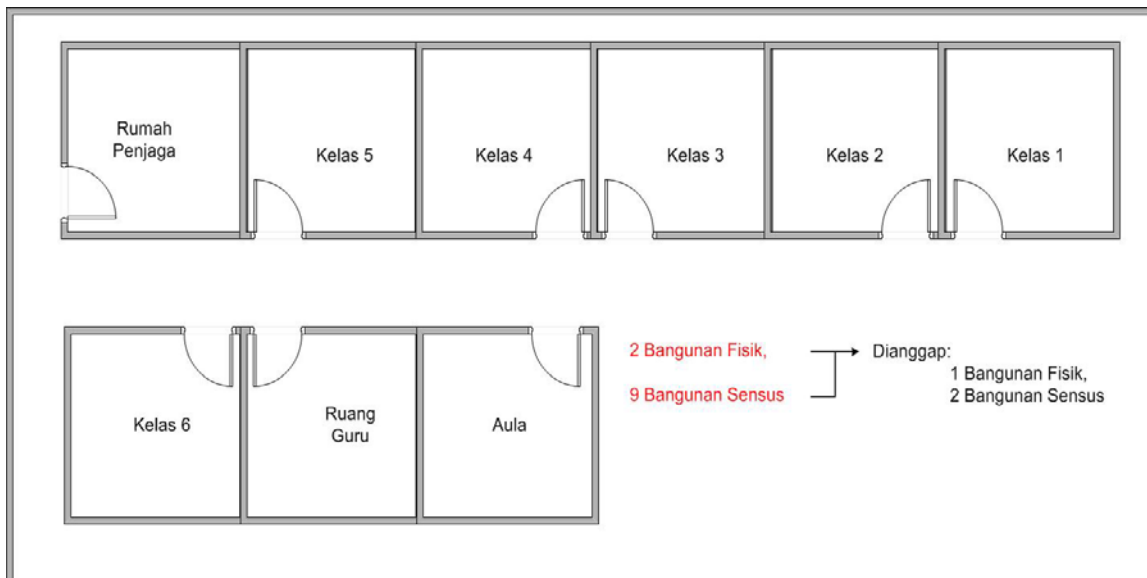 Rumah
Penjaga
Kelas 5
Kelas 4
Kelas 3
Kelas 2
Kelas 1
Kelas 6
Ruang
Guru
Aula
2 Bangunan Fisik,
9 Bangunan Sensus
Dianggap:
1 Bangunan Fisik,
2 Bangunan Sensus